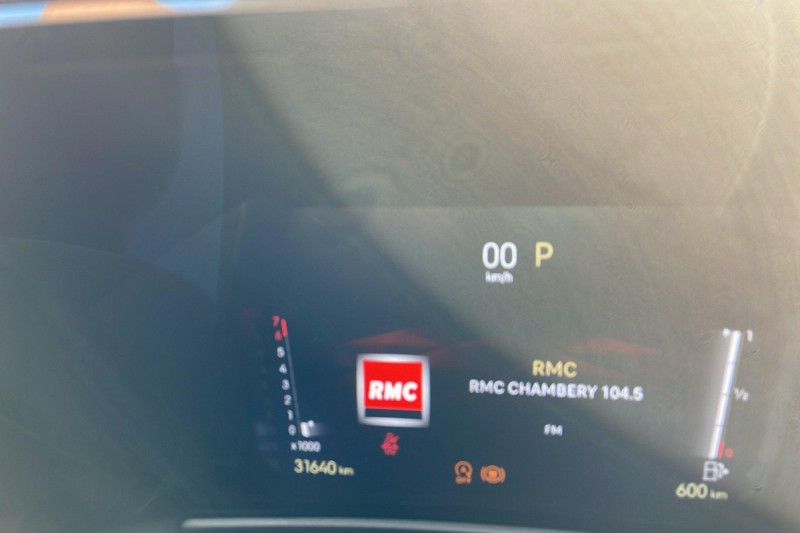 00 P
km/h
7
6
5
4
3
2
1
0
x1000
31640 km
RMC
RMC
RMC CHAMBERY 104.5
FM
1
½
0
600 km